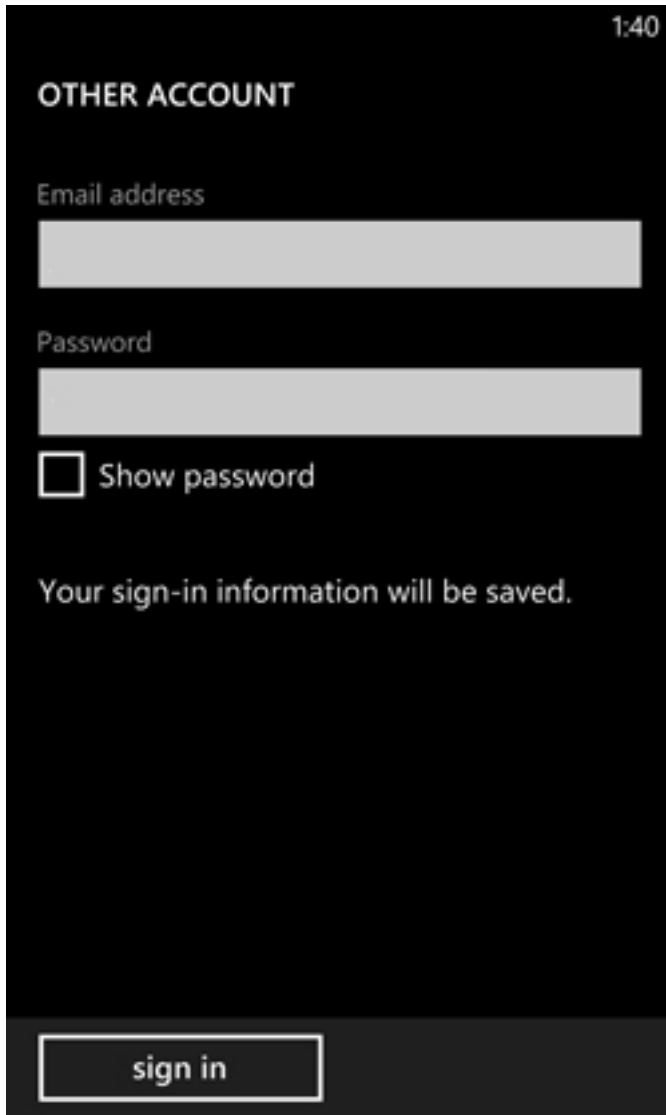 1:40
OTHER ACCOUNT
Email address
Password
Show password
Your sign-in information will be saved.
sign in